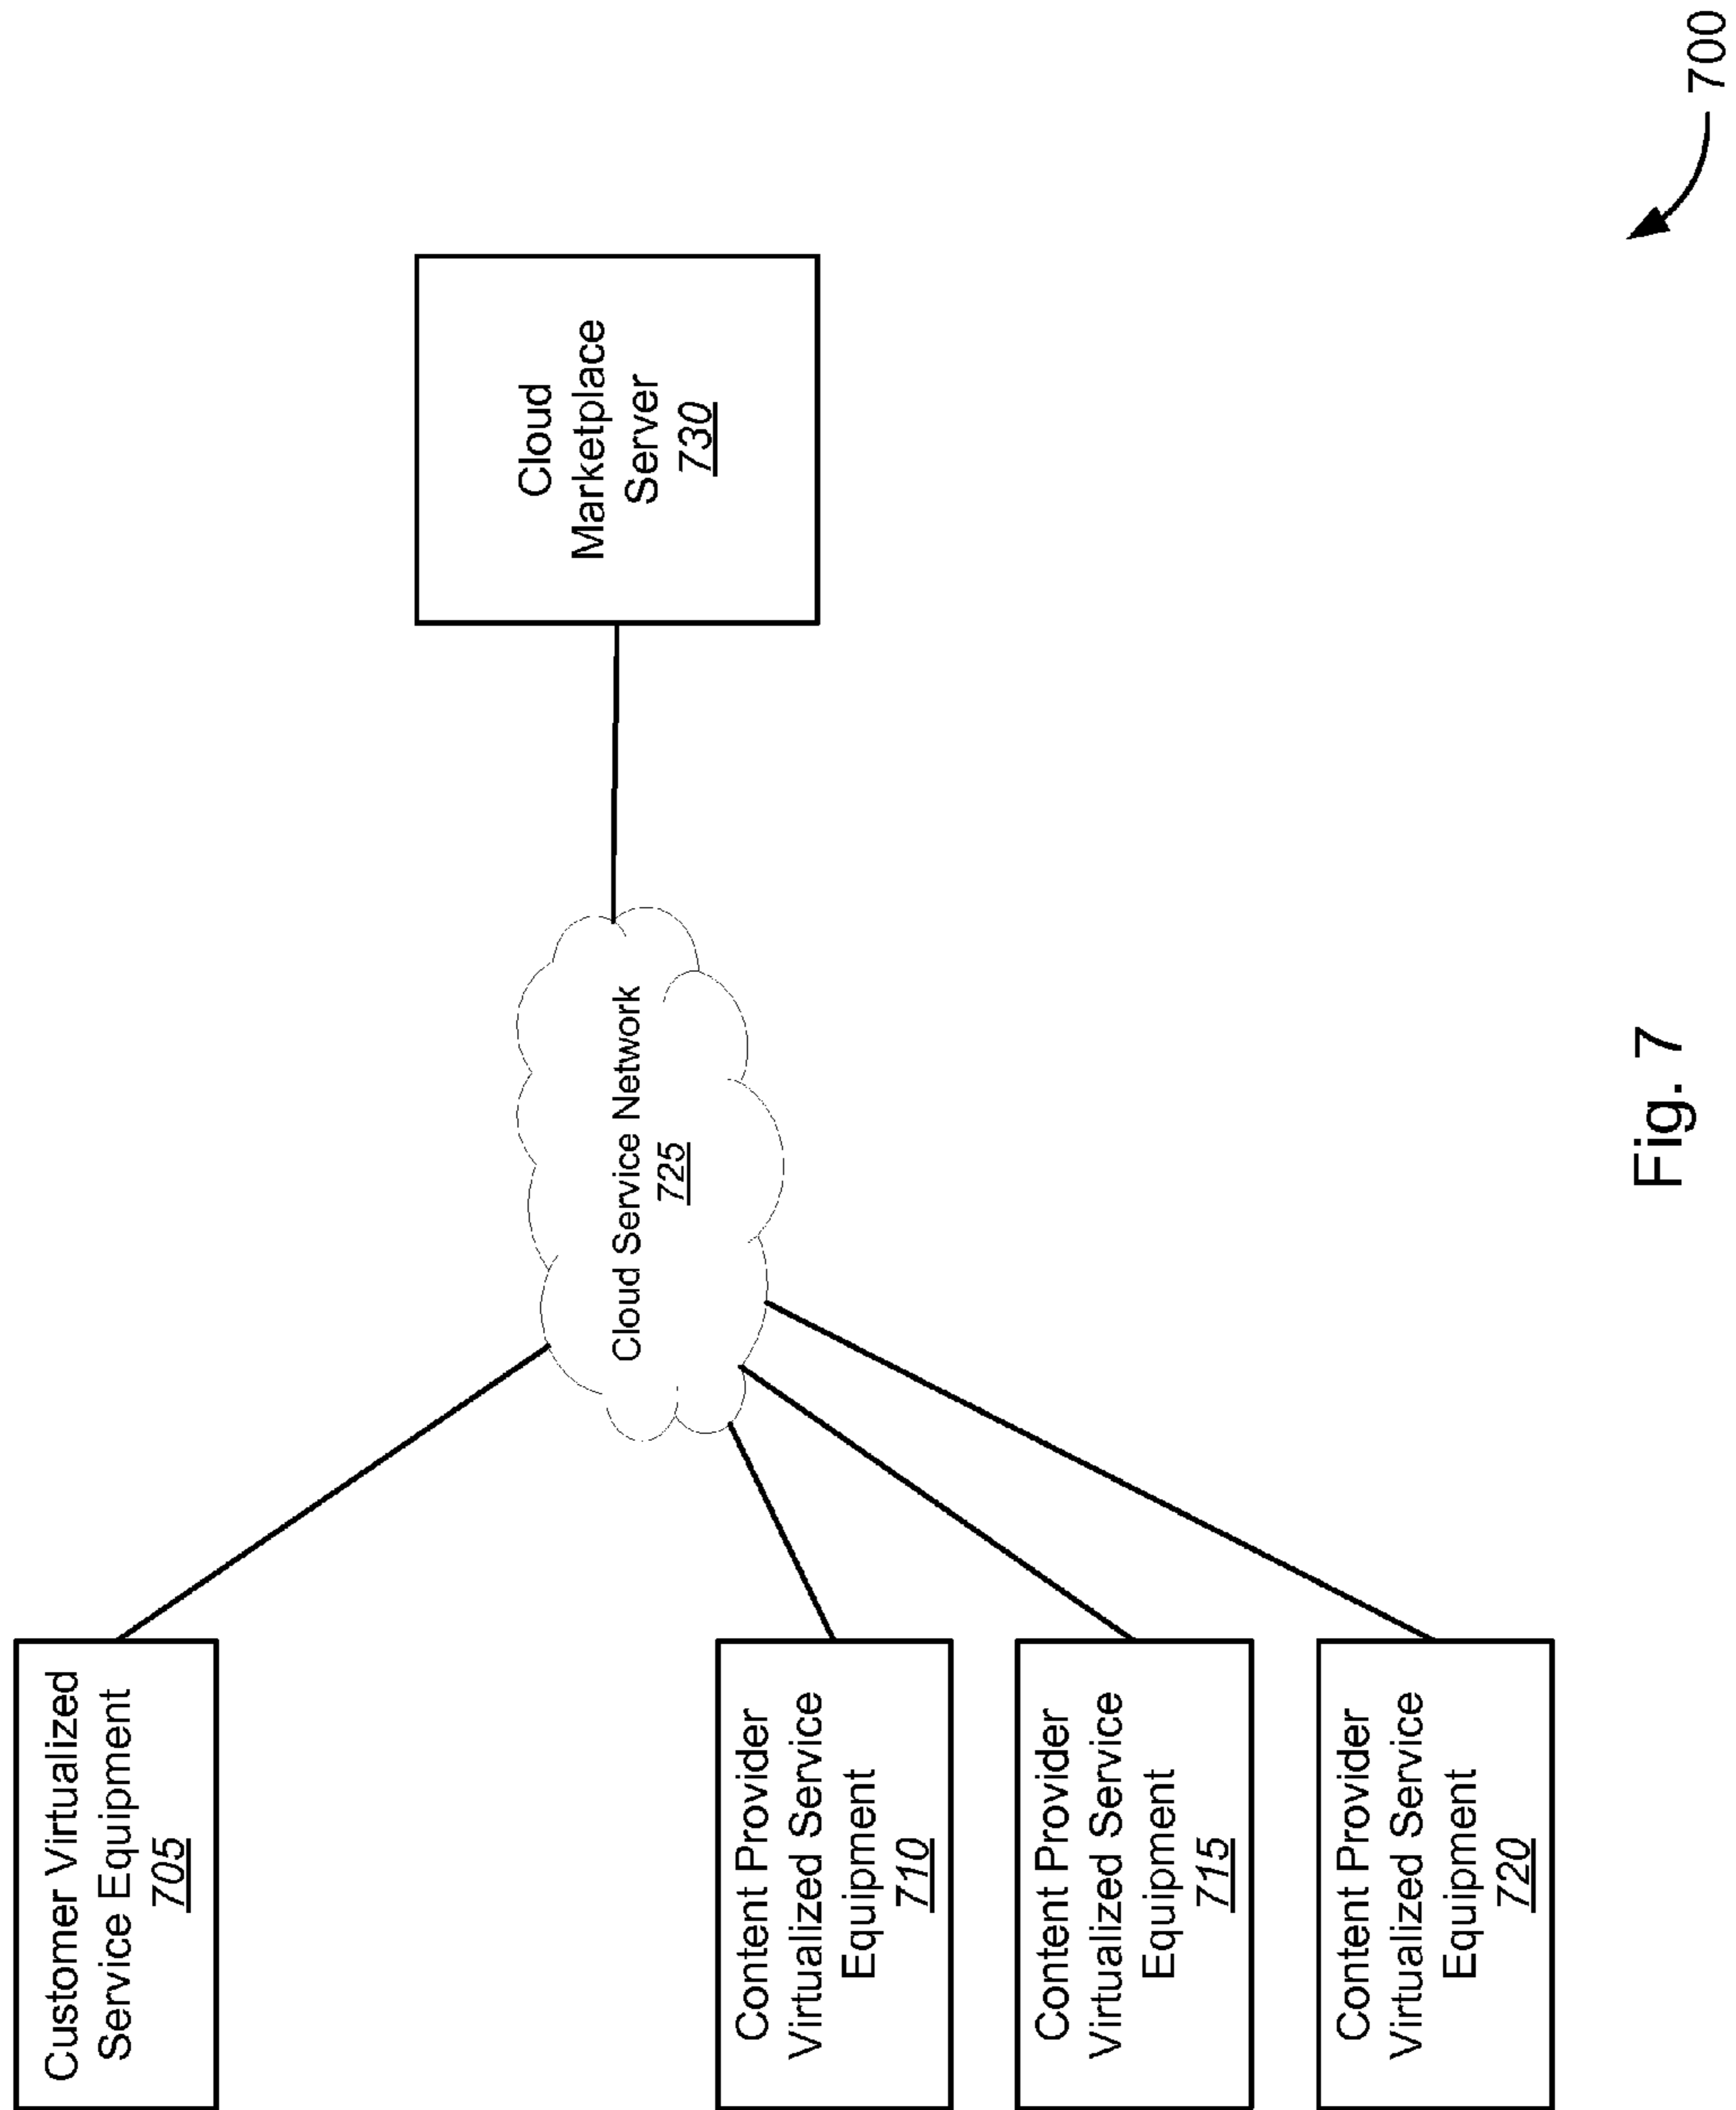 Customer Virtualized
Service Equipment
705
Content Provider
Virtualized Service
Equipment
710
Content Provider
Virtualized Service
Equipment
715
Content Provider
Virtualized Service
Equipment
720
Cloud Service Network
725
Cloud
Marketplace
Server
730
700
Fig. 7